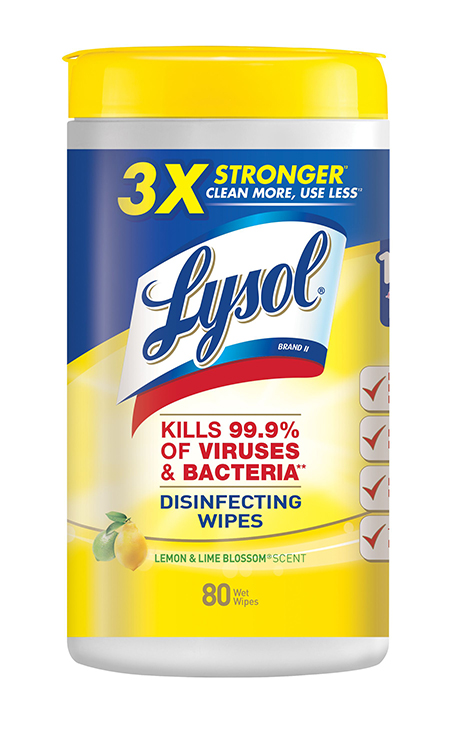 3X STRONGER**
CLEAN MORE, USE LESS**
Lysol®
BRAND II
KILLS 99.9%
OF VIRUSES
& BACTERIA**
DISINFECTING
WIPES
LEMON & LIME BLOSSOM® SCENT
80 Wet
Wipes